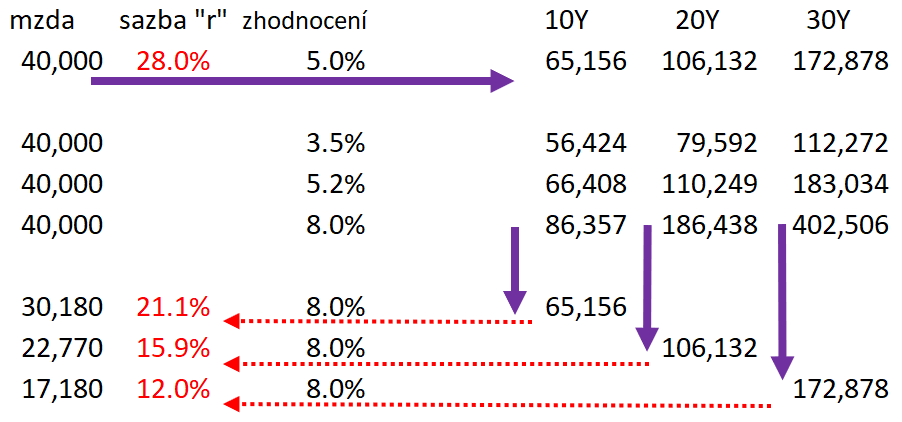 mzda sazba "r" zhodnocení 10Y 20Y 30Y
40,000 28.0% 5.0% 65,156 106,132 172,878
40,000 3.5% 56,424 79,592 112,272
40,000 5.2% 66,408 110,249 183,034
40,000 8.0% 86,357 186,438 402,506
30,180 21.1% 8.0% 65,156
22,770 15.9% 8.0% 106,132
17,180 12.0% 8.0% 172,878